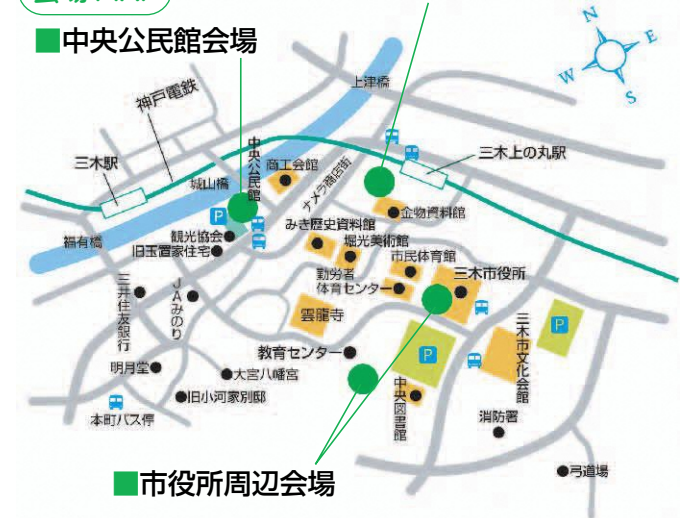 ■中央公民館会場
N
E
W
S
上津橋
神戸電鉄
三木駅
中央公民館
商工会館
城山橋
ナメラ商店街
三木上の丸駅
金物資料館
P
福有橋
観光協会
旧玉置家住宅
みき歴史資料館
堀光美術館
市民体育館
勤労者
体育センター
三木市役所
三井住友銀行
JAみのり
雲龍寺
P
教育センター
P
三木市文化会館
明月堂
大宮八幡宮
旧小河家別邸
中央図書館
本町バス停
消防署
弓道場
■市役所周辺会場